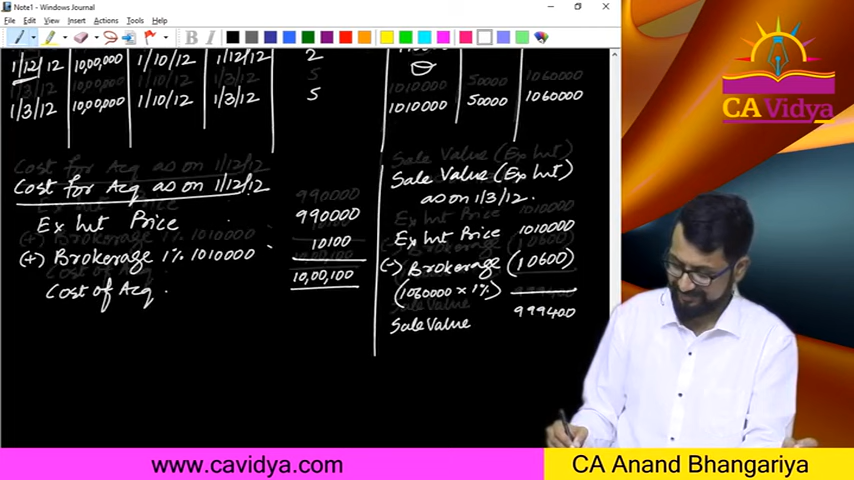 Note1 - Windows Journal
File Edit View Insert Actions Tools Help
B I
1/12/12 10,00,000 1/10/12 1/12/12 2
1/3/12 10,00,000 1/10/12 1/3/12 5
1010000 50000 1060000
Cost for Acq as on 1/12/12
Ex Int Price 990000
(+) Brokerage 1% 1010000 10100
Cost of Acq 10,00,100
Sale Value (Ex Int)
as on 1/3/12.
Ex Int Price 1010000
(-) Brokerage (10600)
(1060000 x 1%)
Sale Value 999400
CA Vidya
www.cavidya.com
CA Anand Bhangariya